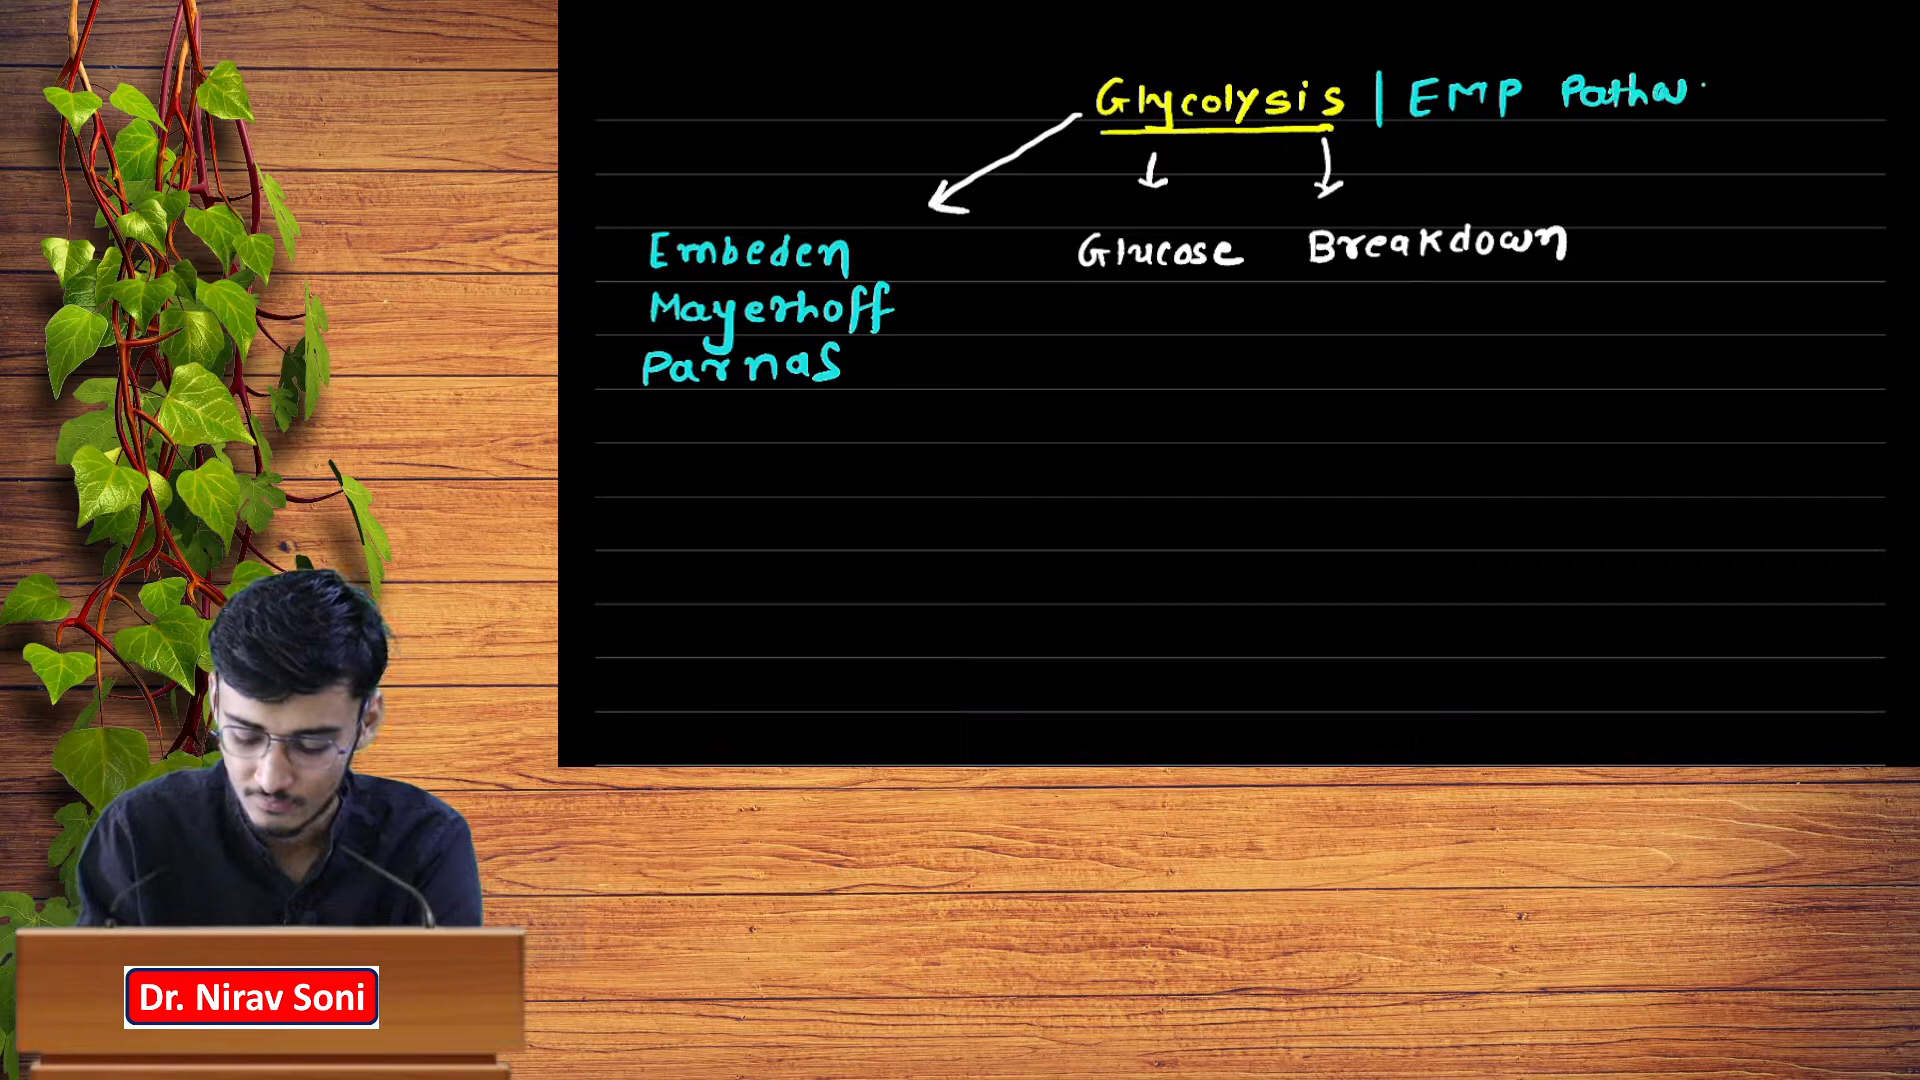 Glycolysis | EMP Pathw
Glucose Breakdown
Embeden
Mayerhoff
Parnas
Dr. Nirav Soni